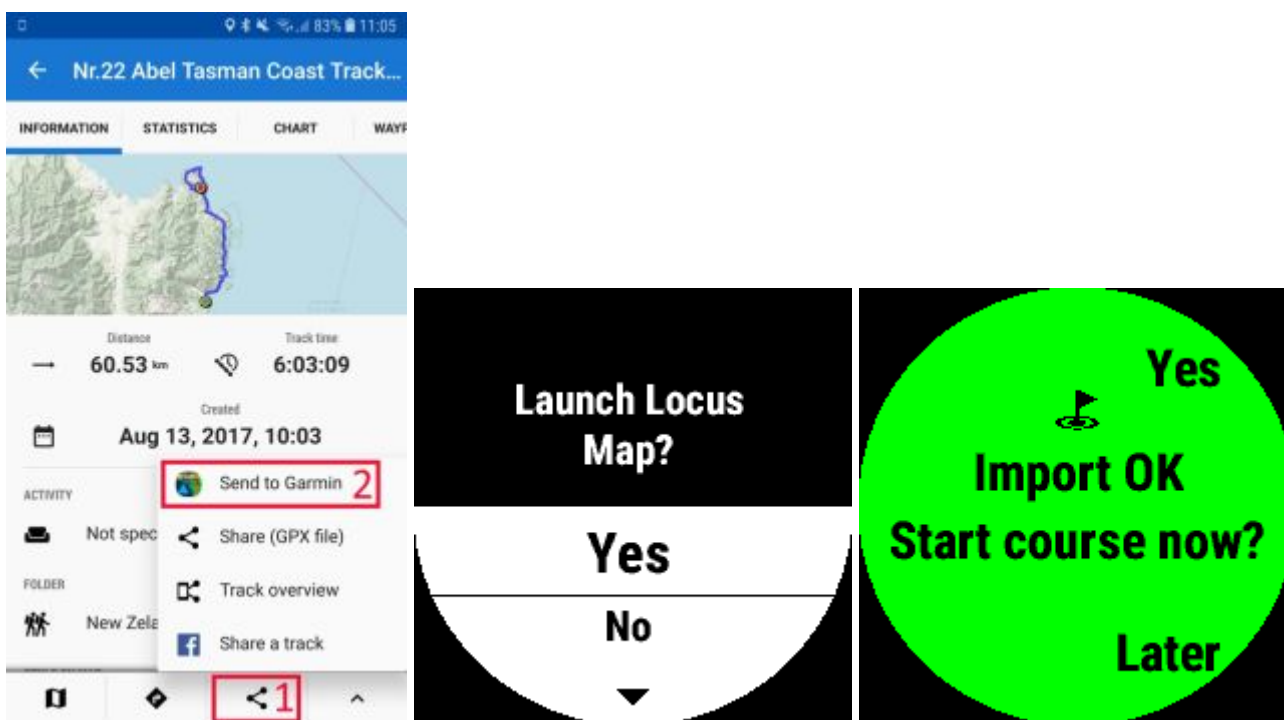 83% 11:05
Nr.22 Abel Tasman Coast Track...
INFORMATION STATISTICS CHART WAYP
Distance Track time
60.53 km 6:03:09
Created
Aug 13, 2017, 10:03
Send to Garmin 2
ACTIVITY
Not spec Share (GPX file)
FOLDER Track overview
New Zela Share a track
1
Launch Locus
Map?
Yes
No
Yes
Import OK
Start course now?
Later